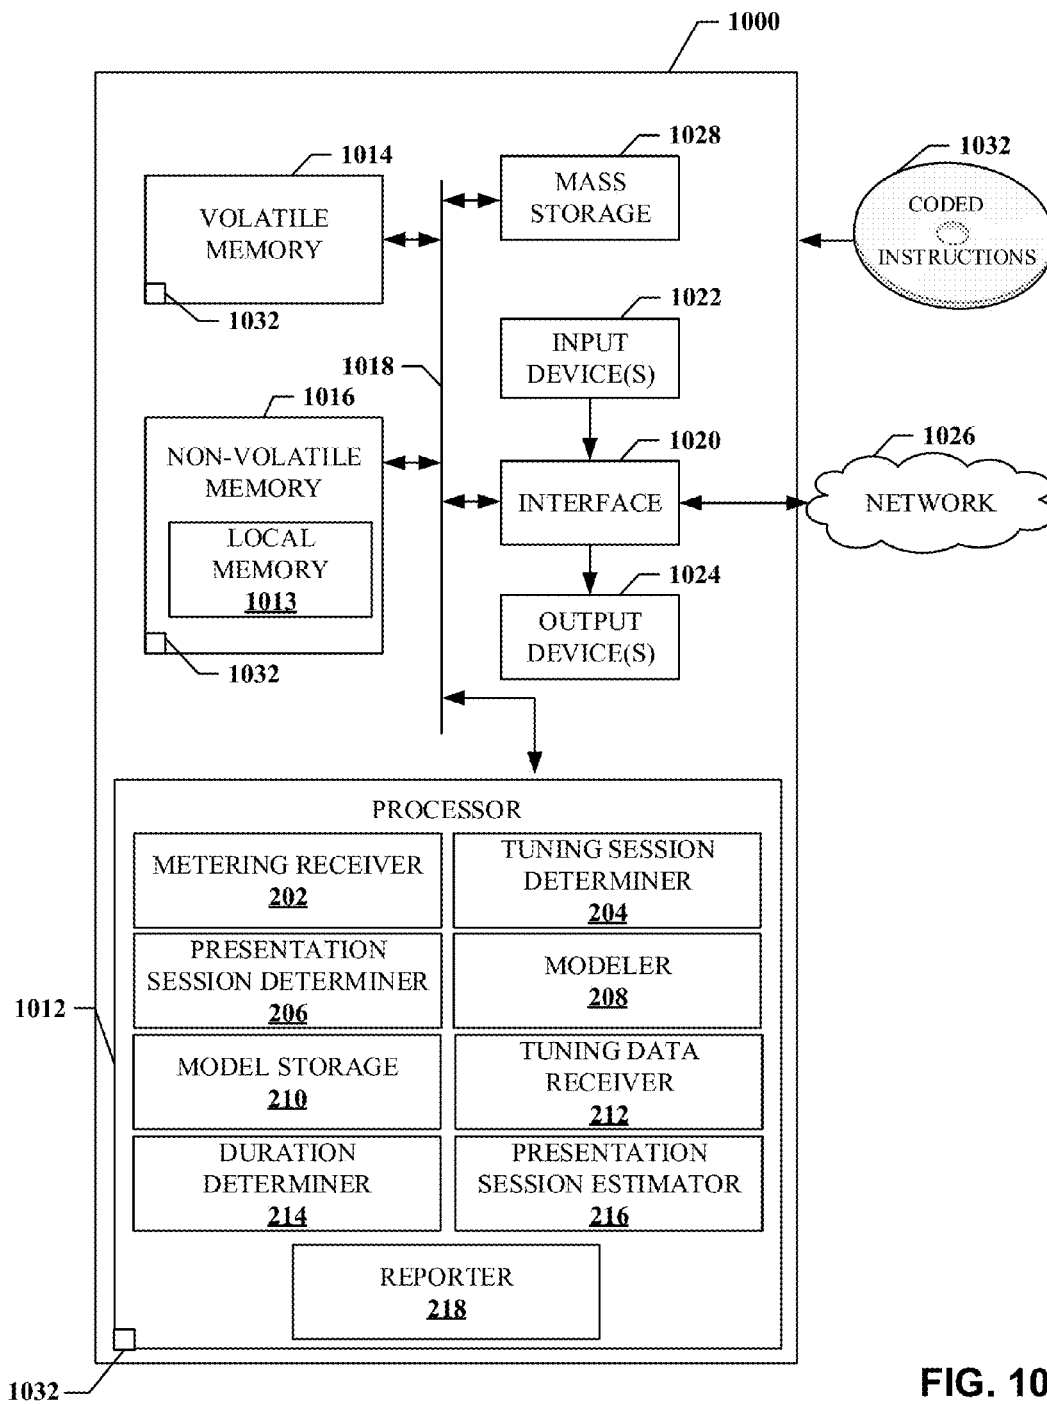 1000
1014
VOLATILE
MEMORY
1032
1028
MASS
STORAGE
1032
CODED
INSTRUCTIONS
1022
INPUT
DEVICE(S)
1018
1016
NON-VOLATILE
MEMORY
LOCAL
MEMORY
1013
1032
1020
INTERFACE
1026
NETWORK
1024
OUTPUT
DEVICE(S)
PROCESSOR
METERING RECEIVER
202
TUNING SESSION
DETERMINER
204
PRESENTATION
SESSION DETERMINER
206
MODELER
208
1012
MODEL STORAGE
210
TUNING DATA
RECEIVER
212
DURATION
DETERMINER
214
PRESENTATION
SESSION ESTIMATOR
216
REPORTER
218
1032
FIG. 10